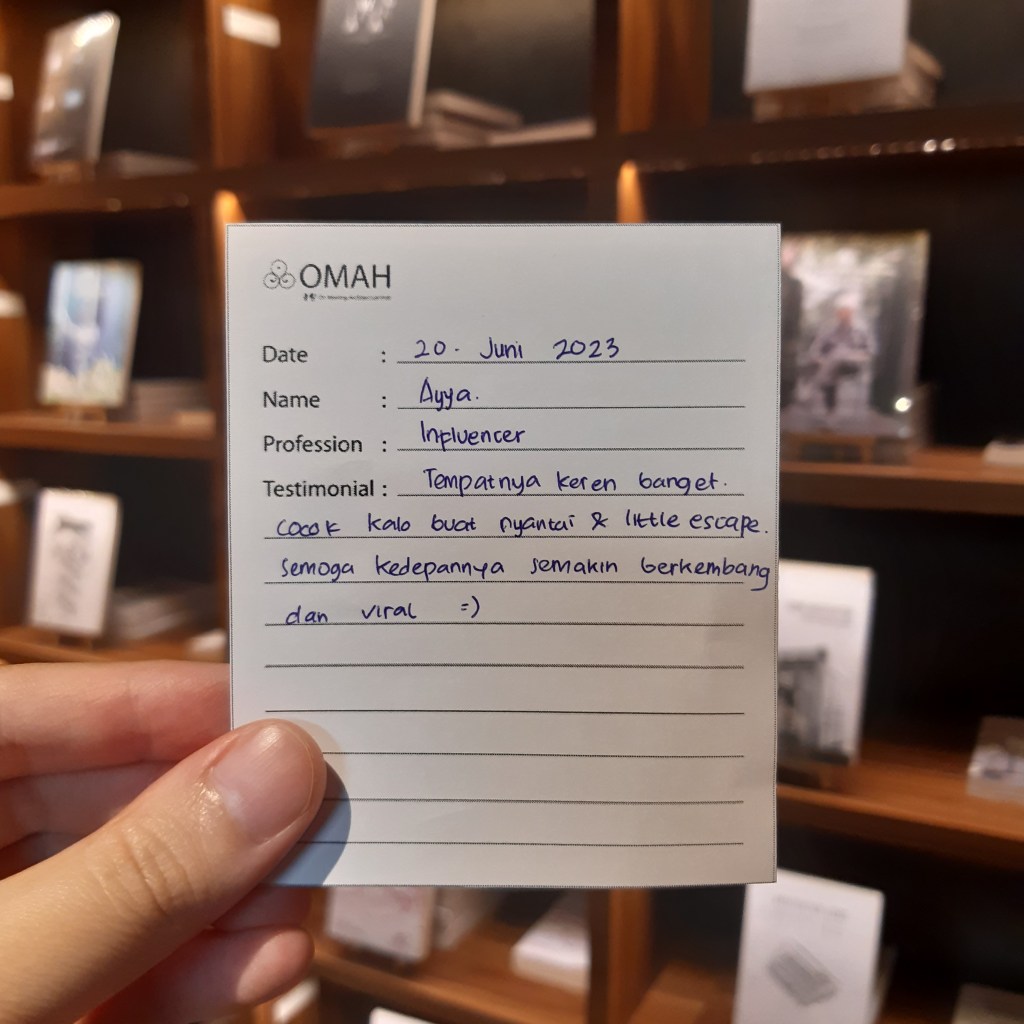 OMAH
Date : 20 . Juni 2023
Name : Ayya.
Profession : Influencer
Testimonial : Tempatnya keren banget.
cocok kalo buat nyantai & little escape.
semoga kedepannya semakin berkembang
dan viral =)